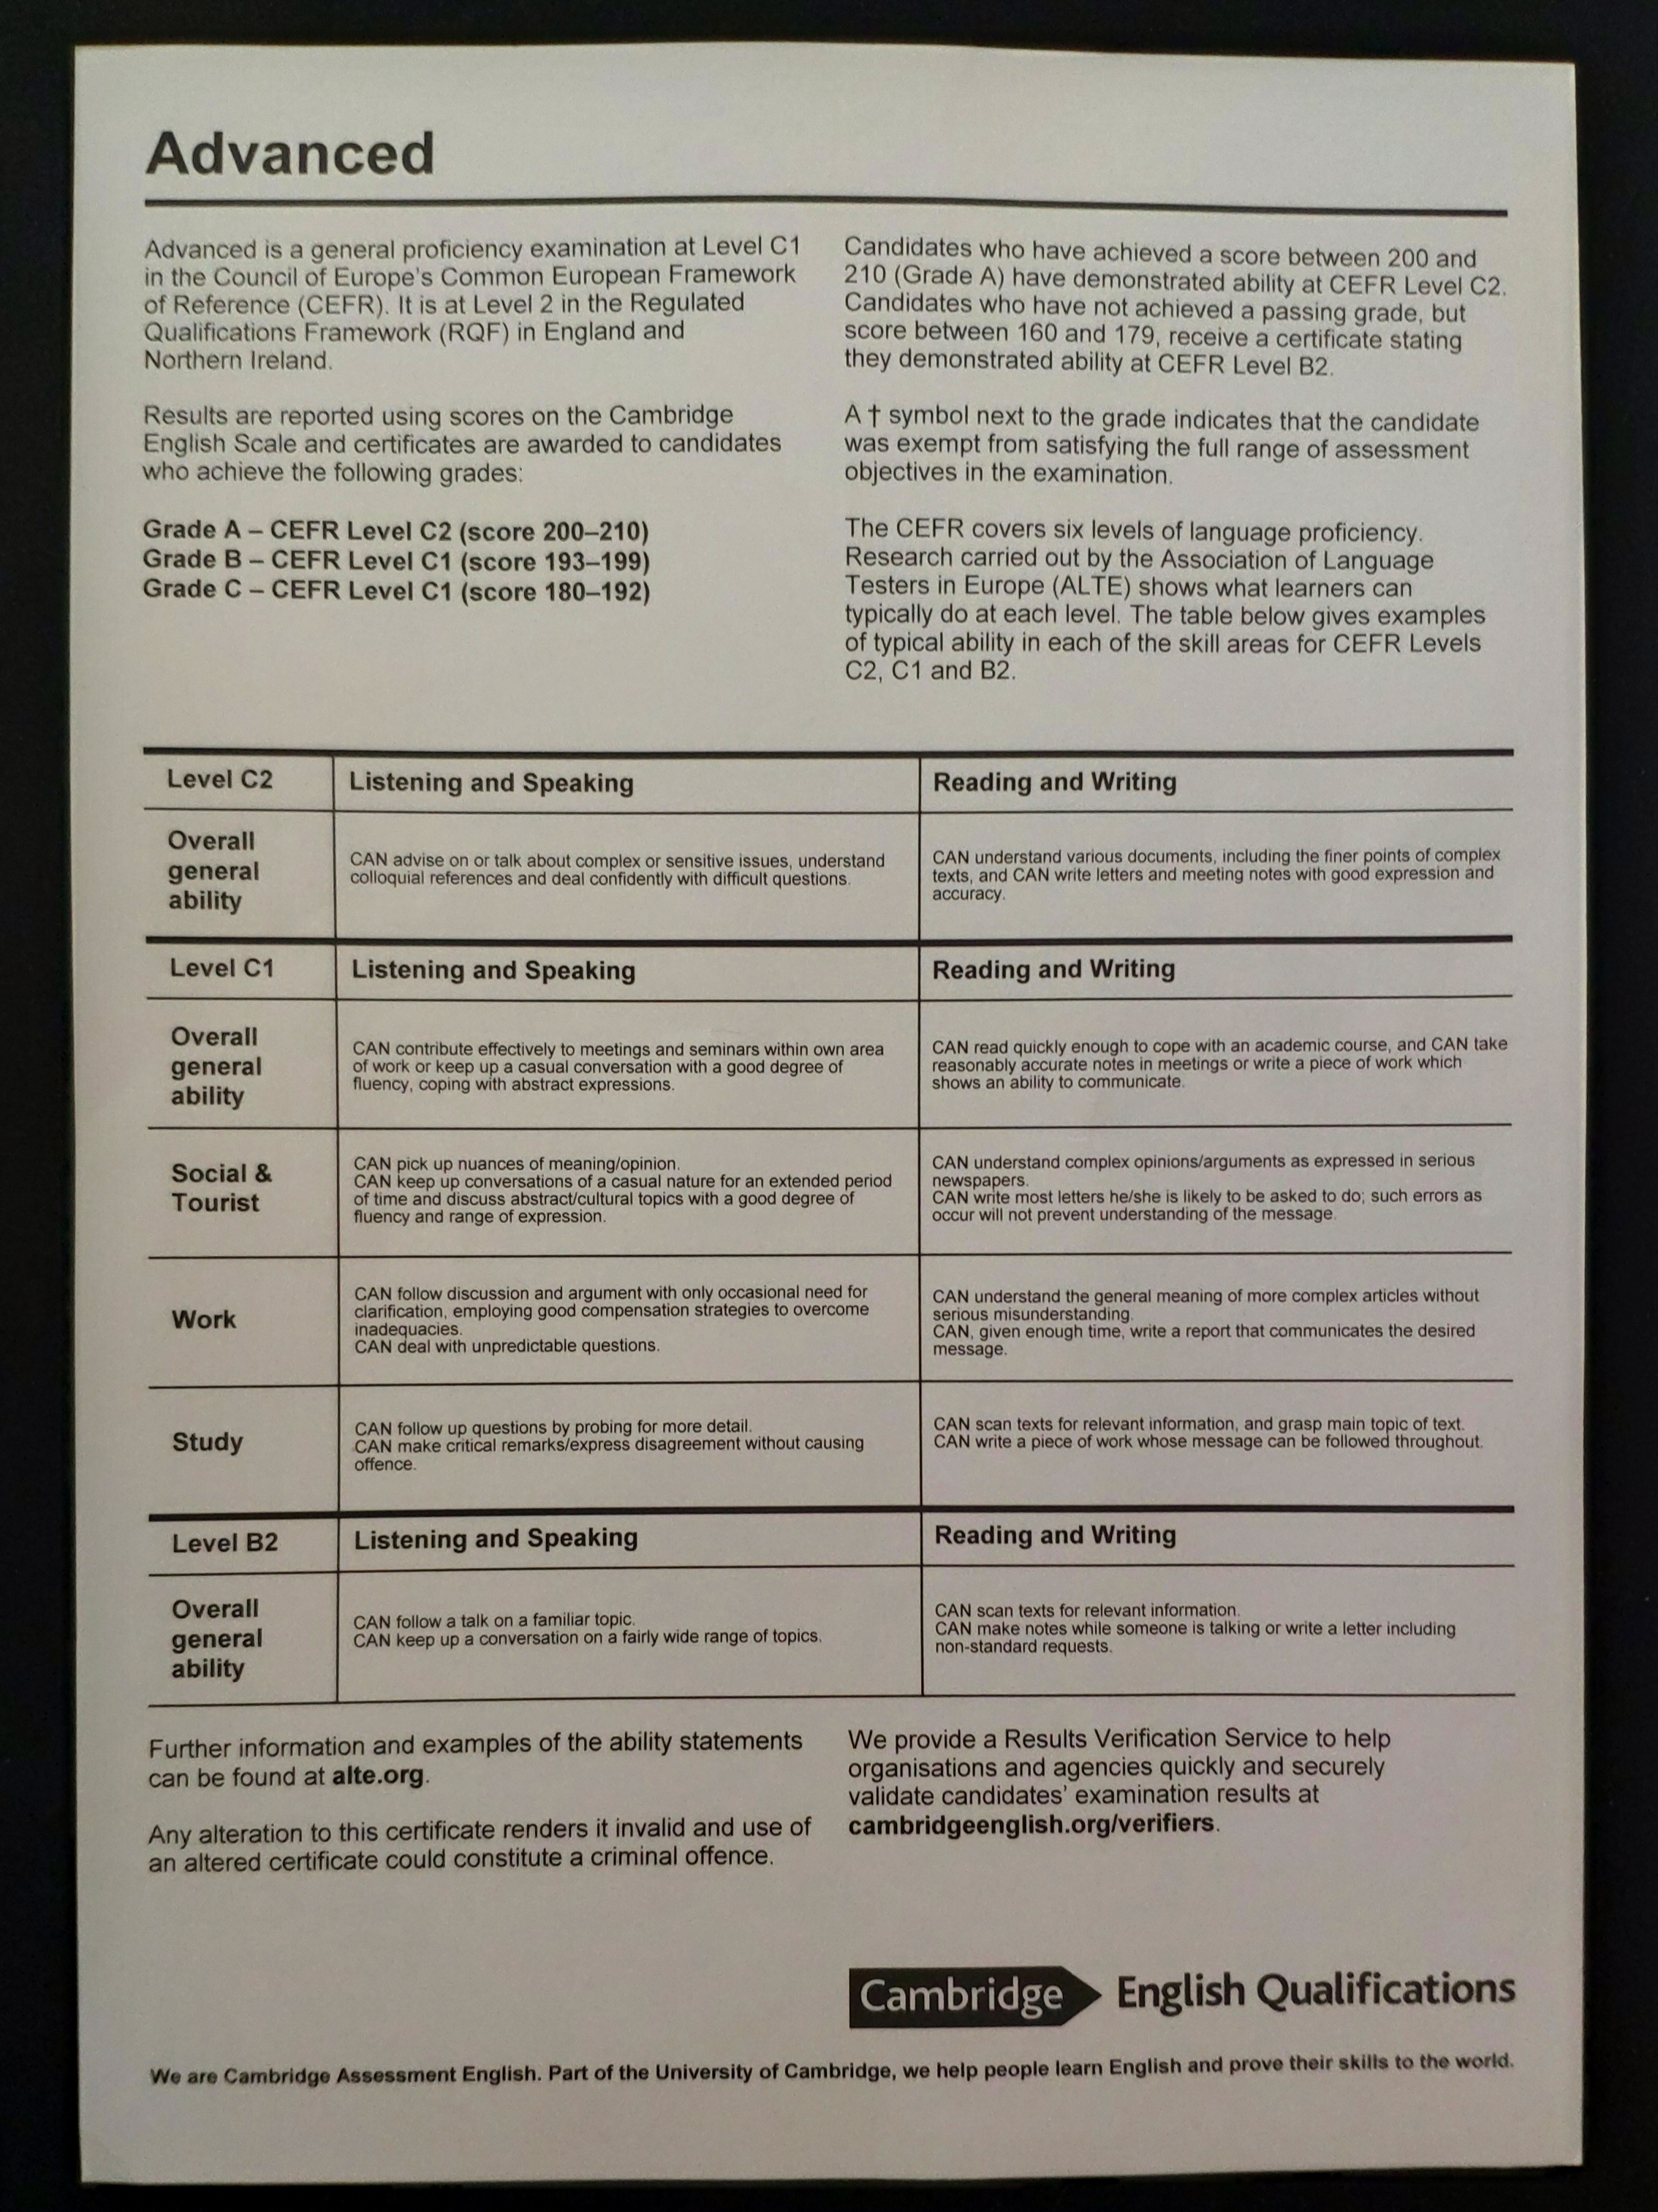 Advanced
Advanced is a general proficiency examination at Level C1
in the Council of Europe's Common European Framework
of Reference (CEFR). It is at Level 2 in the Regulated
Qualifications Framework (RQF) in England and
Northern Ireland.
Results are reported using scores on the Cambridge
English Scale and certificates are awarded to candidates
who achieve the following grades:
Grade A – CEFR Level C2 (score 200–210)
Grade B – CEFR Level C1 (score 193–199)
Grade C – CEFR Level C1 (score 180–192)
Candidates who have achieved a score between 200 and
210 (Grade A) have demonstrated ability at CEFR Level C2.
Candidates who have not achieved a passing grade, but
score between 160 and 179, receive a certificate stating
they demonstrated ability at CEFR Level B2.
A † symbol next to the grade indicates that the candidate
was exempt from satisfying the full range of assessment
objectives in the examination.
The CEFR covers six levels of language proficiency.
Research carried out by the Association of Language
Testers in Europe (ALTE) shows what learners can
typically do at each level. The table below gives examples
of typical ability in each of the skill areas for CEFR Levels
C2, C1 and B2.
Level C2
Listening and Speaking
Reading and Writing
Overall
general
ability
CAN advise on or talk about complex or sensitive issues, understand
colloquial references and deal confidently with difficult questions.
CAN understand various documents, including the finer points of complex
texts, and CAN write letters and meeting notes with good expression and
accuracy.
Level C1
Listening and Speaking
Reading and Writing
Overall
general
ability
CAN contribute effectively to meetings and seminars within own area
of work or keep up a casual conversation with a good degree of
fluency, coping with abstract expressions.
CAN read quickly enough to cope with an academic course, and CAN take
reasonably accurate notes in meetings or write a piece of work which
shows an ability to communicate.
Social &
Tourist
CAN pick up nuances of meaning/opinion.
CAN keep up conversations of a casual nature for an extended period
of time and discuss abstract/cultural topics with a good degree of
fluency and range of expression.
CAN understand complex opinions/arguments as expressed in serious
newspapers.
CAN write most letters he/she is likely to be asked to do; such errors as
occur will not prevent understanding of the message.
Work
CAN follow discussion and argument with only occasional need for
clarification, employing good compensation strategies to overcome
inadequacies.
CAN deal with unpredictable questions.
CAN understand the general meaning of more complex articles without
serious misunderstanding.
CAN, given enough time, write a report that communicates the desired
message.
Study
CAN follow up questions by probing for more detail.
CAN make critical remarks/express disagreement without causing
offence.
CAN scan texts for relevant information, and grasp main topic of text.
CAN write a piece of work whose message can be followed throughout.
Level B2
Listening and Speaking
Reading and Writing
Overall
general
ability
CAN follow a talk on a familiar topic.
CAN keep up a conversation on a fairly wide range of topics.
CAN scan texts for relevant information.
CAN make notes while someone is talking or write a letter including
non-standard requests.
Further information and examples of the ability statements
can be found at alte.org.
Any alteration to this certificate renders it invalid and use of
an altered certificate could constitute a criminal offence.
We provide a Results Verification Service to help
organisations and agencies quickly and securely
validate candidates' examination results at
cambridgeenglish.org/verifiers.
Cambridge English Qualifications
We are Cambridge Assessment English. Part of the University of Cambridge, we help people learn English and prove their skills to the world.